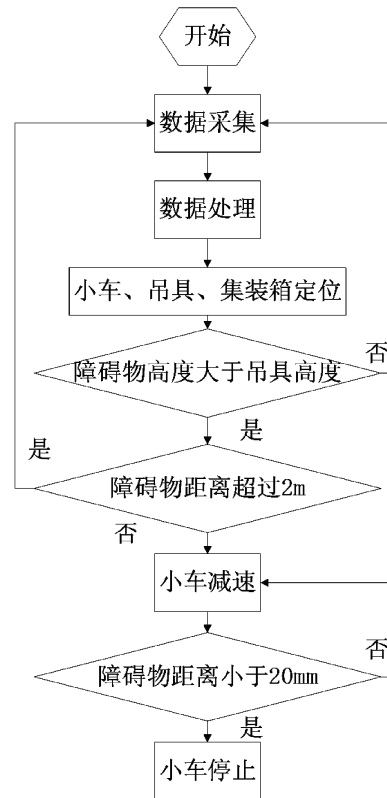 开始
数据采集
数据处理
小车、吊具、集装箱定位
障碍物高度大于吊具高度
否
是
是
障碍物距离超过2m
否
小车减速
障碍物距离小于20mm
否
是
小车停止